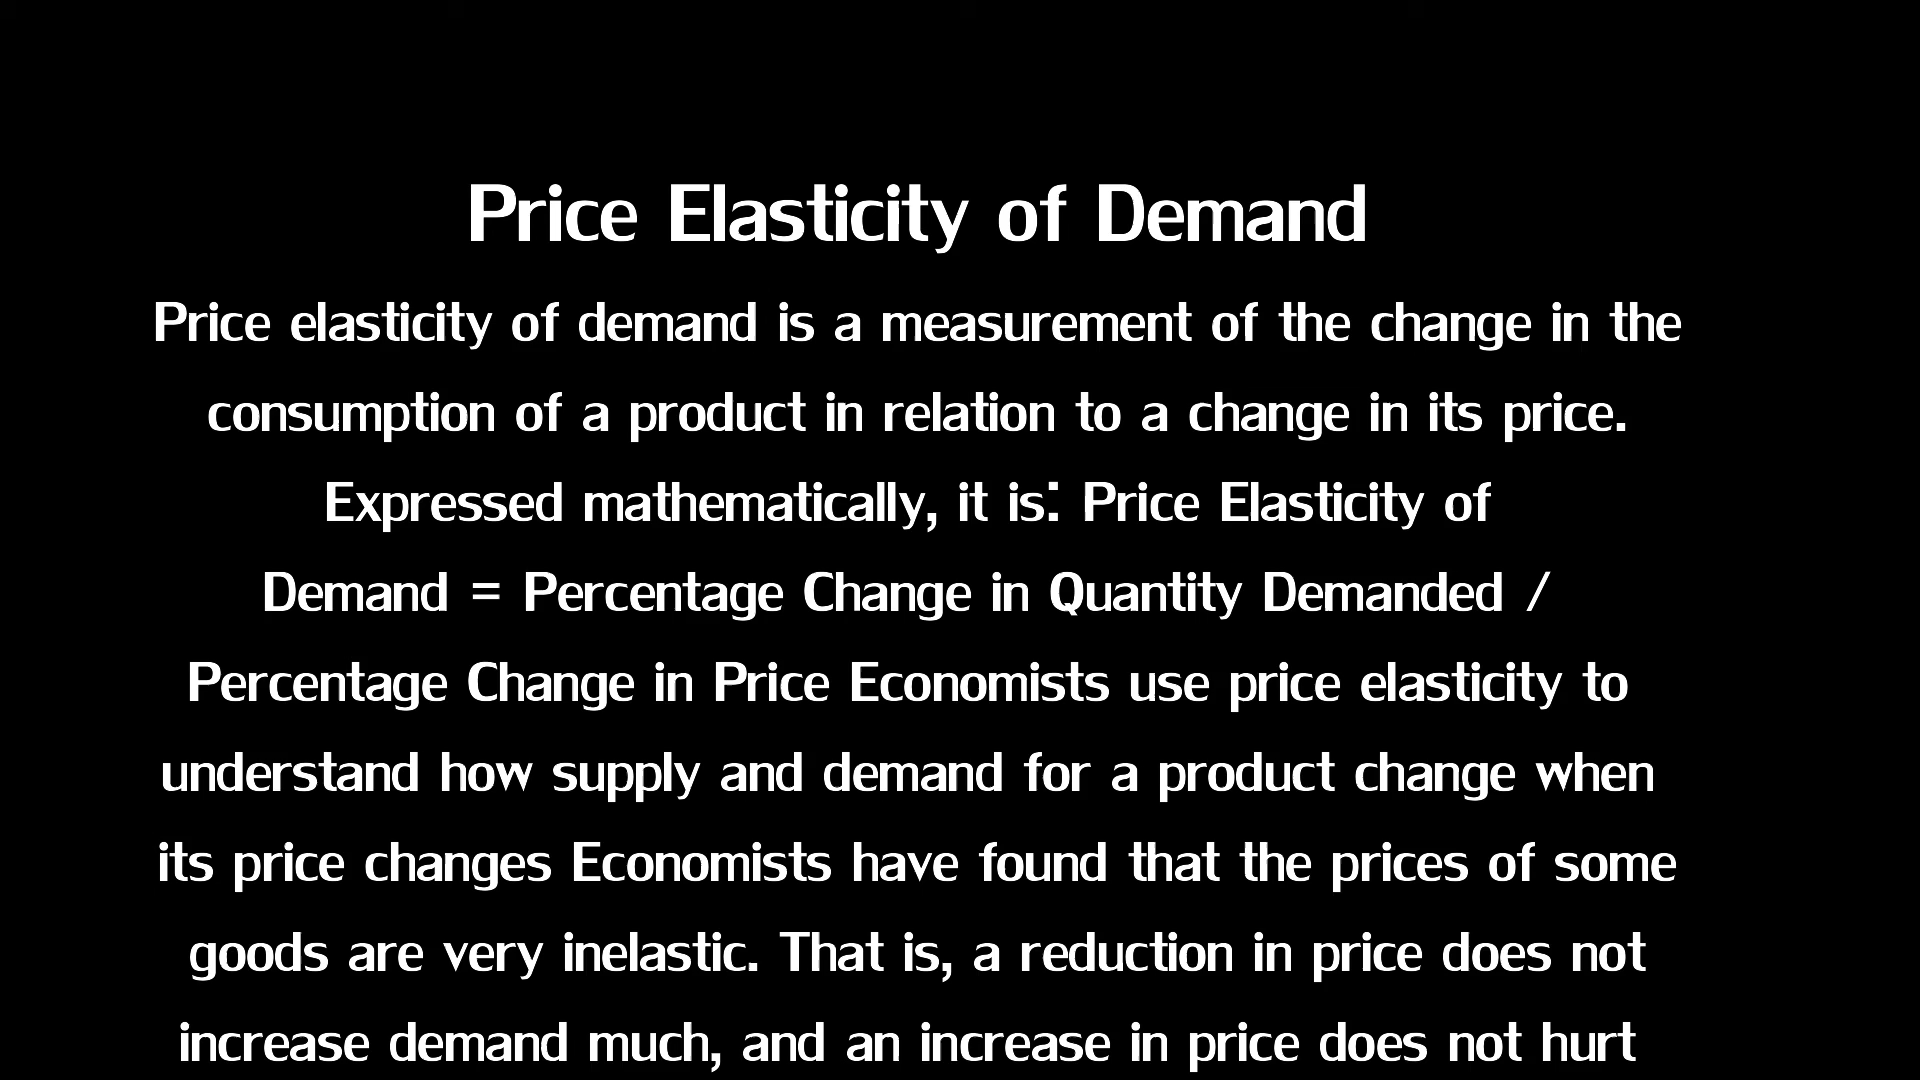 Price Elasticity of Demand
Price elasticity of demand is a measurement of the change in the
consumption of a product in relation to a change in its price.
Expressed mathematically, it is: Price Elasticity of
Demand = Percentage Change in Quantity Demanded /
Percentage Change in Price Economists use price elasticity to
understand how supply and demand for a product change when
its price changes Economists have found that the prices of some
goods are very inelastic. That is, a reduction in price does not
increase demand much, and an increase in price does not hurt